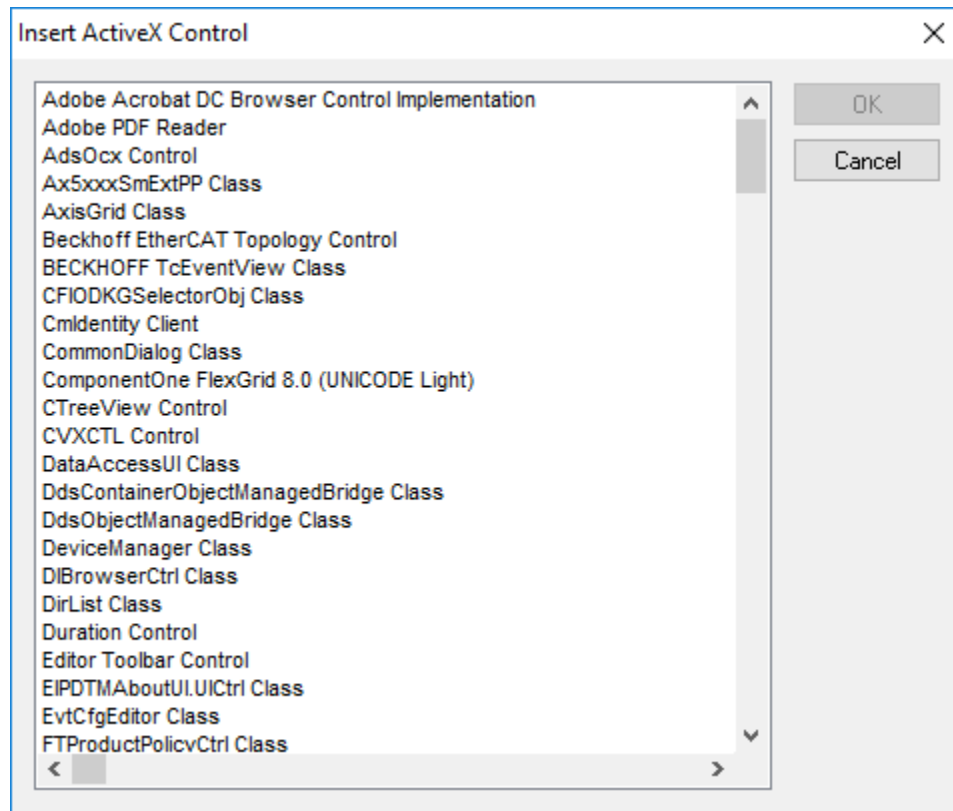 Insert ActiveX Control
Adobe Acrobat DC Browser Control Implementation
Adobe PDF Reader
AdsOcx Control
Ax5xxxSmExtPP Class
AxisGrid Class
Beckhoff EtherCAT Topology Control
BECKHOFF TcEventView Class
CFIODKGSelectorObj Class
CmIdentity Client
CommonDialog Class
ComponentOne FlexGrid 8.0 (UNICODE Light)
CTreeView Control
CVXCTL Control
DataAccessUI Class
DdsContainerObjectManagedBridge Class
DdsObjectManagedBridge Class
DeviceManager Class
DIBrowserCtrl Class
DirList Class
Duration Control
Editor Toolbar Control
EIPDTMAboutUI.UICtrl Class
EvtCfgEditor Class
FTProductPolicyCtrl Class
OK
Cancel